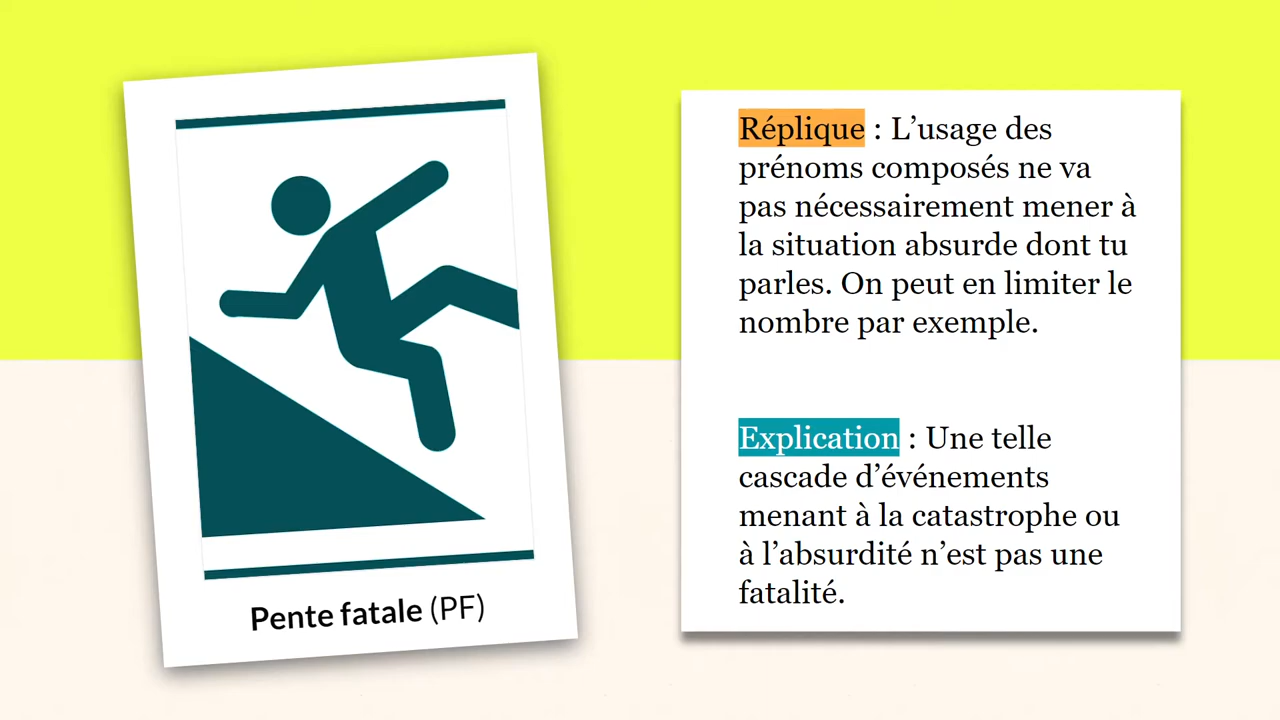 Pente fatale (PF)
Réplique : L’usage des
prénoms composés ne va
pas nécessairement mener à
la situation absurde dont tu
parles. On peut en limiter le
nombre par exemple.
Explication : Une telle
cascade d’événements
menant à la catastrophe ou
à l’absurdité n’est pas une
fatalité.